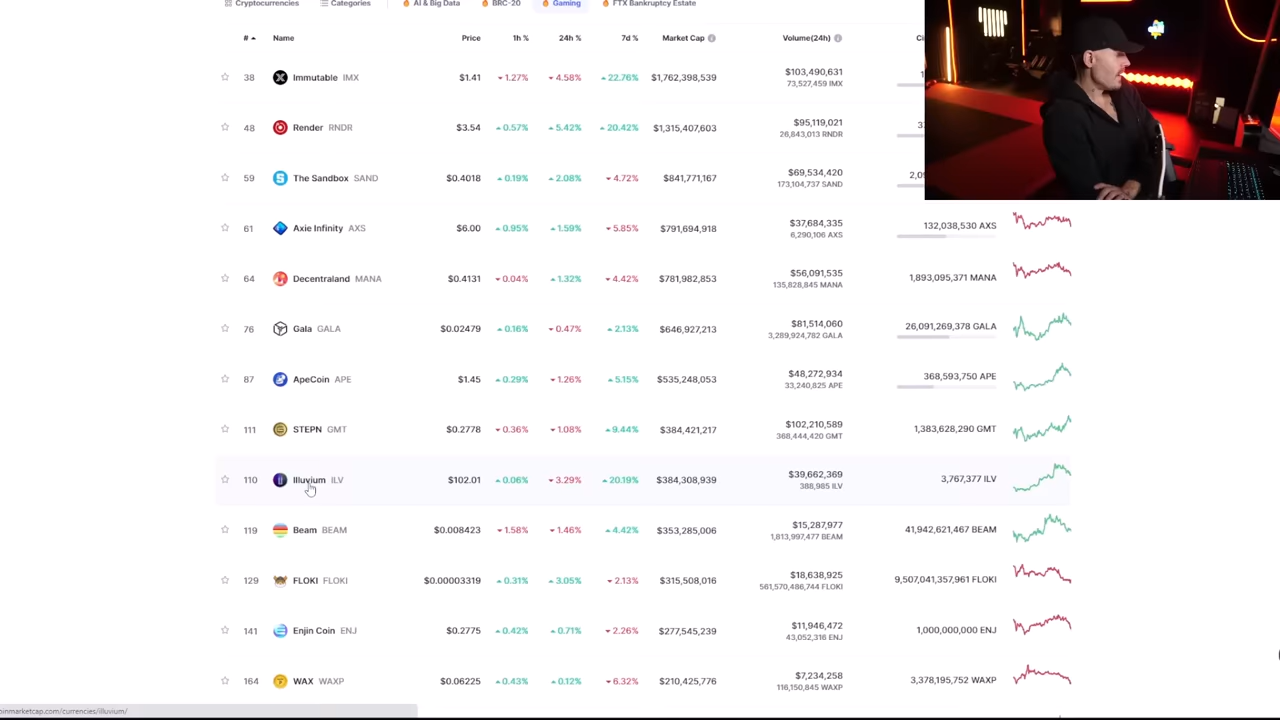 Cryptocurrencies Categories AI & Big Data BRC-20 Gaming FTX Bankruptcy Estate
# Name Price 1h % 24h % 7d % Market Cap Volume(24h) Ci
38 Immutable IMX $1.41 1.27% 4.58% 22.76% $1,762,398,539 $103,490,631
73,527,459 IMX
48 Render RNDR $3.54 0.57% 5.42% 20.42% $1,315,407,603 $95,119,021
26,843,013 RNDR
59 The Sandbox SAND $0.4018 0.19% 2.08% 4.72% $841,771,167 $69,534,420 2,09
173,104,737 SAND
61 Axie Infinity AXS $6.00 0.95% 1.59% 5.85% $791,694,918 $37,684,335 132,038,530 AXS
6,290,106 AXS
64 Decentraland MANA $0.4131 0.04% 1.32% 4.42% $781,982,853 $56,091,535 1,893,095,371 MANA
135,828,845 MANA
76 Gala GALA $0.02479 0.16% 0.47% 2.13% $646,927,213 $81,514,060 26,091,269,378 GALA
3,289,924,782 GALA
87 ApeCoin APE $1.45 0.29% 1.26% 5.15% $535,248,053 $48,272,934 368,593,750 APE
33,240,825 APE
111 STEPN GMT $0.2778 0.36% 1.08% 9.44% $384,421,217 $102,210,589 1,383,628,290 GMT
368,444,420 GMT
110 Illuvium ILV $102.01 0.06% 3.29% 20.19% $384,308,939 $39,662,369 3,767,377 ILV
388,985 ILV
119 Beam BEAM $0.008423 1.58% 1.46% 4.42% $353,285,006 $15,287,977 41,942,621,467 BEAM
1,813,997,477 BEAM
129 FLOKI FLOKI $0.00003319 0.31% 3.05% 2.13% $315,508,016 $18,638,925 9,507,041,357,961 FLOKI
561,570,486,744 FLOKI
141 Enjin Coin ENJ $0.2775 0.42% 0.71% 2.26% $277,545,239 $11,946,472 1,000,000,000 ENJ
43,052,316 ENJ
164 WAX WAXP $0.06225 0.43% 0.12% 6.32% $210,425,776 $7,234,258 3,378,195,752 WAXP
116,150,845 WAXP
oinmarketcap.com/currencies/illuvium/